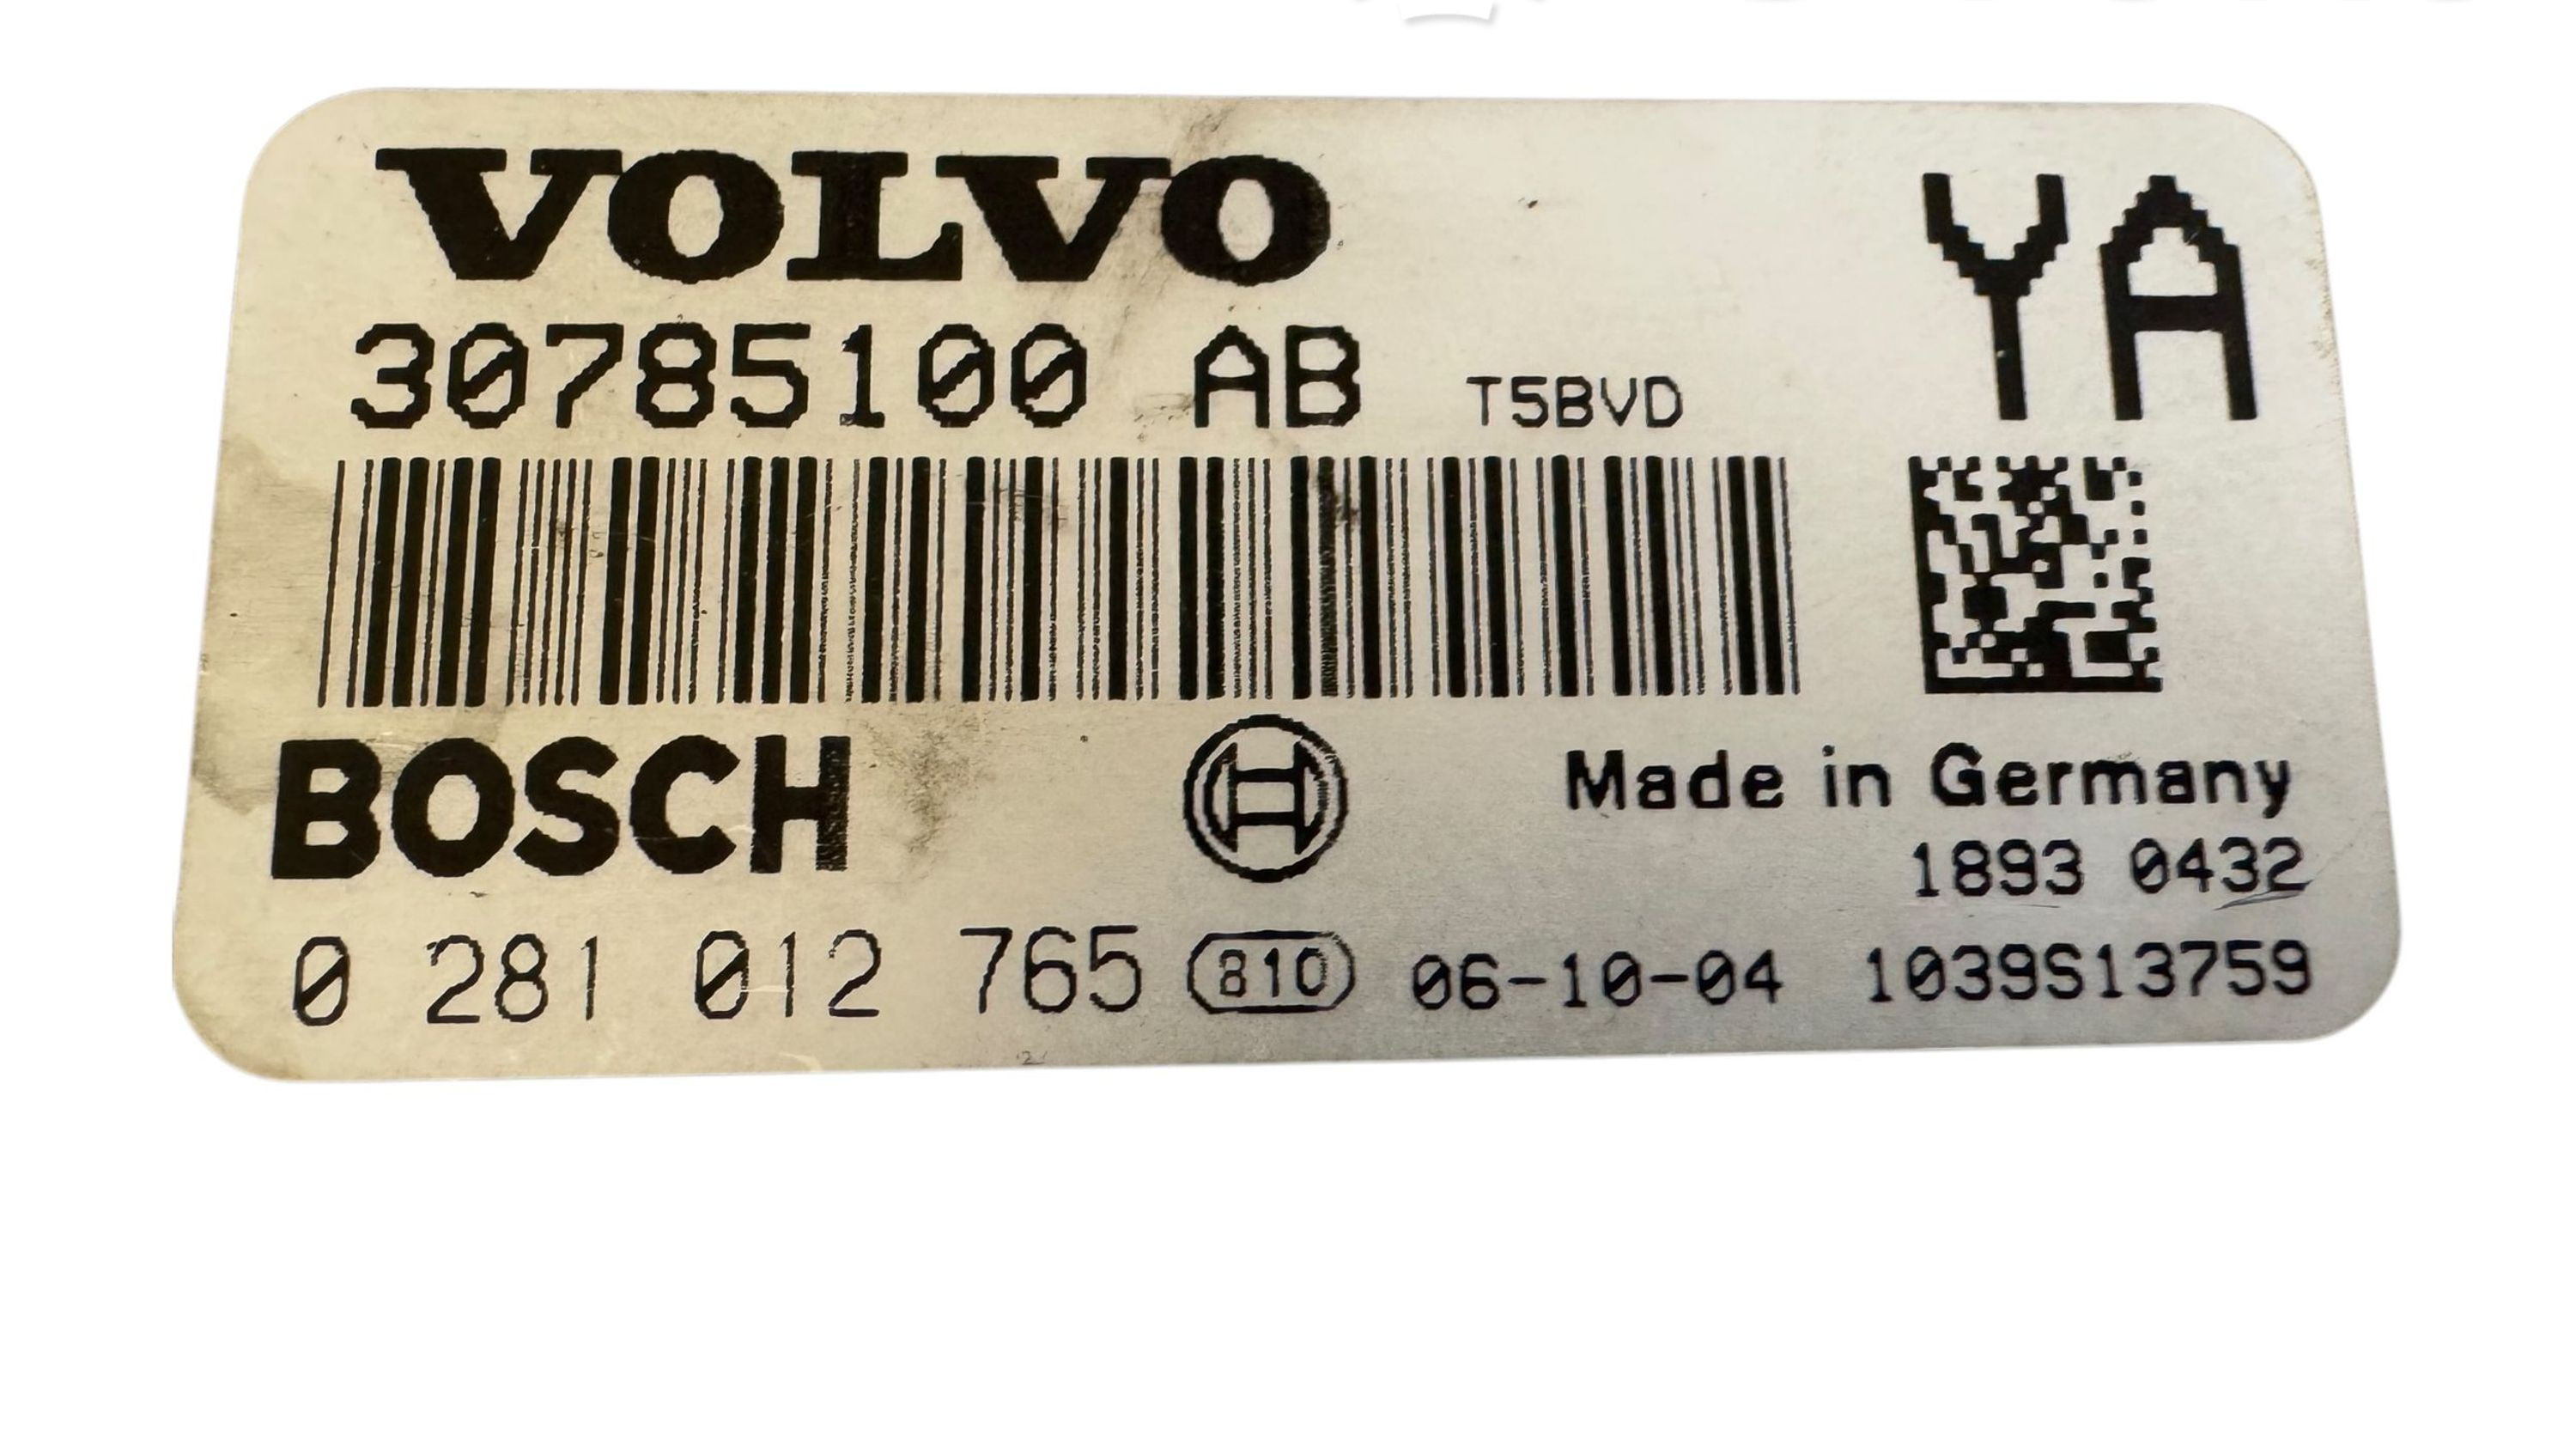 VOLVO
YA
30785100 AB T5BVD
BOSCH
Made in Germany
1893 0432
0 281 012 765 810 06-10-04 1039S13759